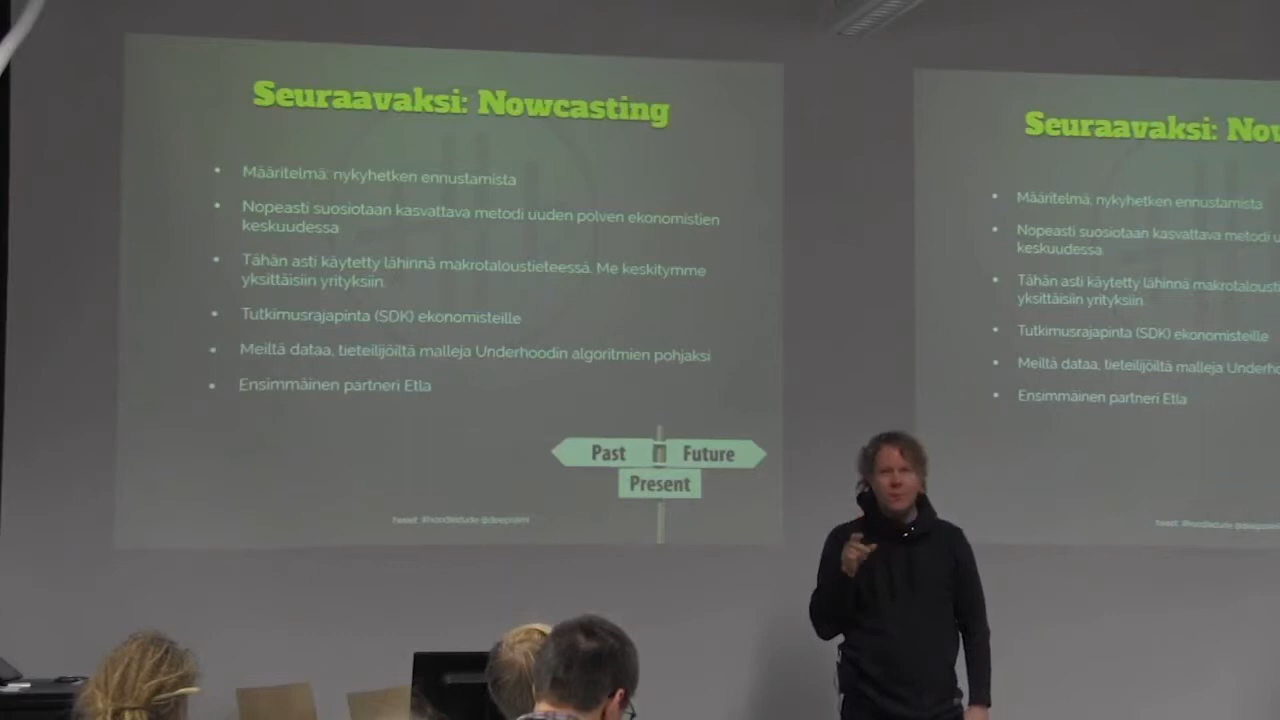 Seuraavaksi: Nowcasting
• Määritelmä: nykyhetken ennustamista
• Nopeasti suosiotaan kasvattava metodi uuden polven ekonomistien
keskuudessa
• Tähän asti käytetty lähinnä makrotaloustieteessä. Me keskitymme
yksittäisiin yrityksiin.
• Tutkimusrajapinta (SDK) ekonomisteille
• Meiltä dataa, tieteilijöiltä malleja Underhoodin algoritmien pohjaksi
• Ensimmäinen partneri Etla
Past
Future
Present
Seuraavaksi: Now
• Määritelmä: nykyhetken ennustamista
• Nopeasti suosiotaan kasvattava metodi u
keskuudessa
• Tähän asti käytetty lähinnä makrotalousti
yksittäisiin yrityksiin
• Tutkimusrajapinta (SDK) ekonomisteille
• Meiltä dataa, tieteilijöiltä malleja Underho
• Ensimmäinen partneri Etla